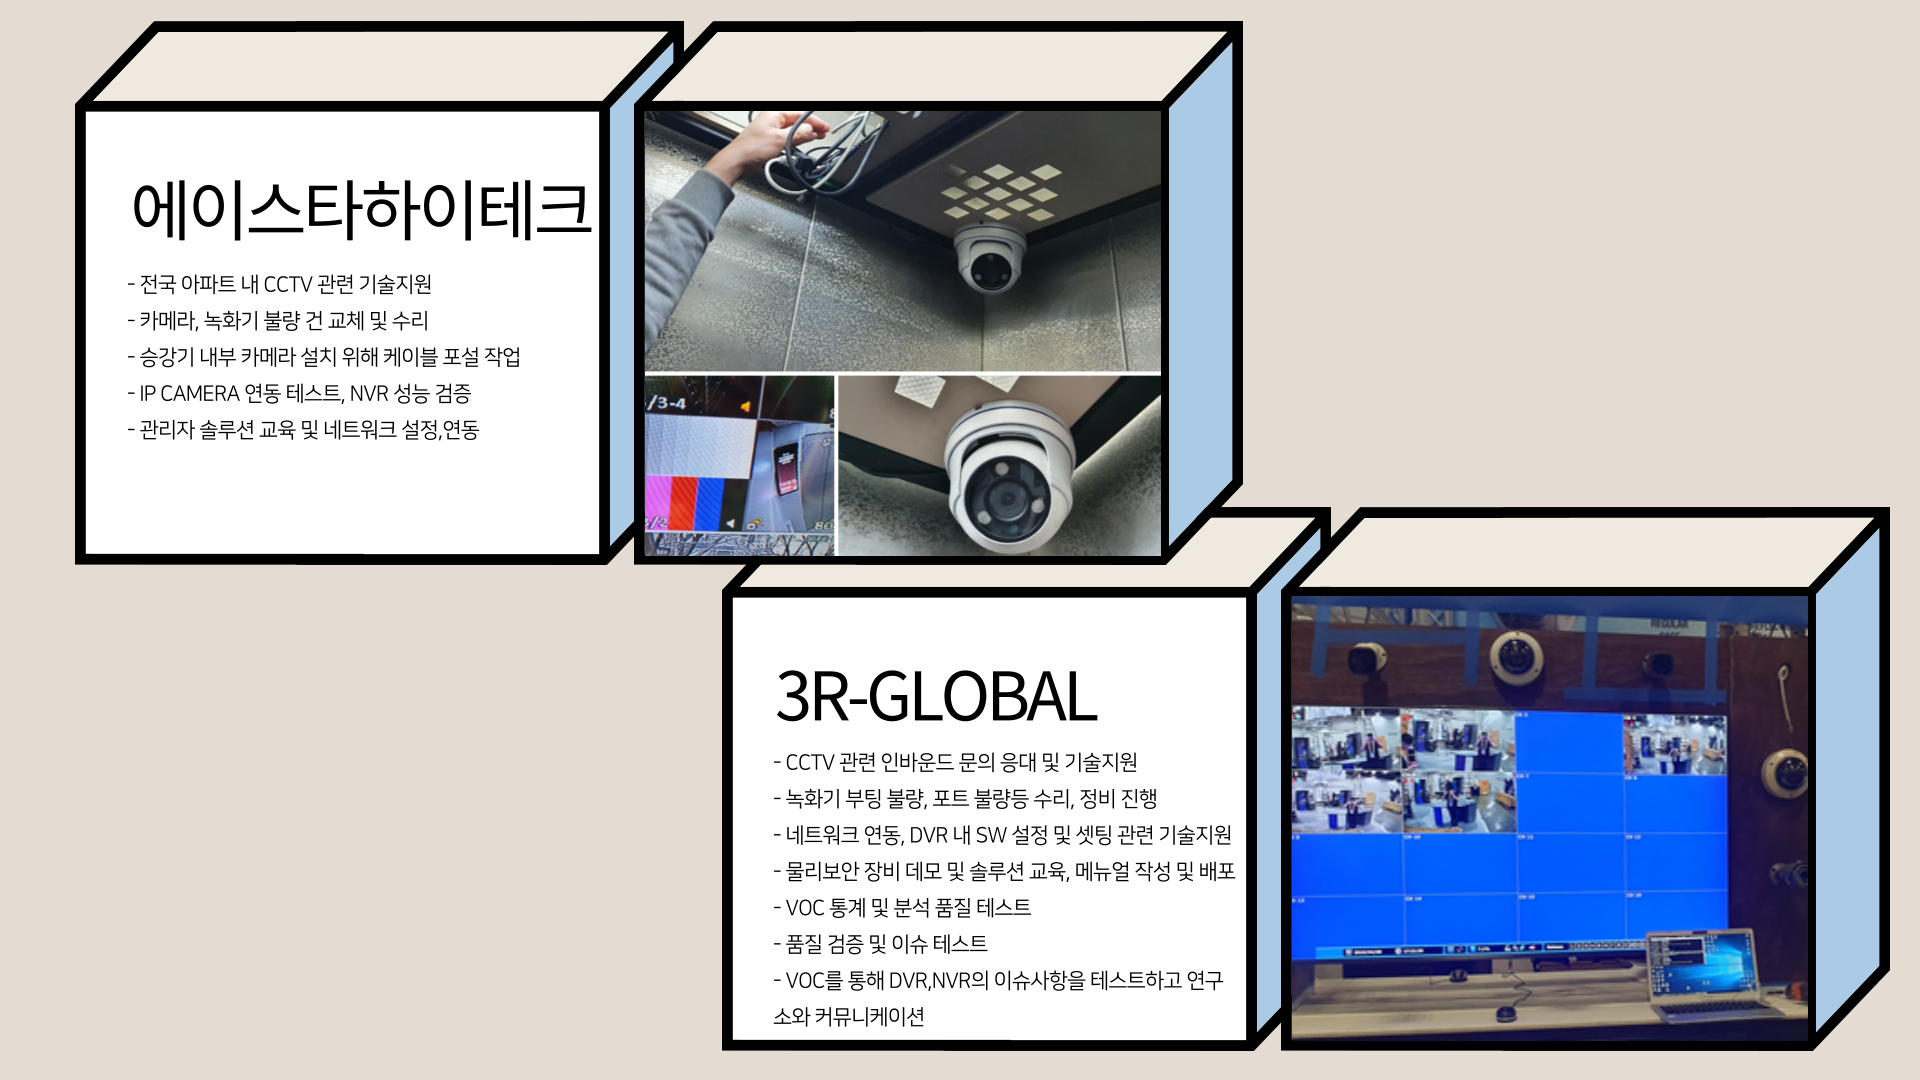 에이스타하이테크
- 전국 아파트 내 CCTV 관련 기술지원
- 카메라, 녹화기 불량 건 교체 및 수리
- 승강기 내부 카메라 설치 위해 케이블 포설 작업
- IP CAMERA 연동 테스트, NVR 성능 검증
- 관리자 솔루션 교육 및 네트워크 설정,연동
/3-4
80
3R-GLOBAL
- CCTV 관련 인바운드 문의 응대 및 기술지원
- 녹화기 부팅 불량, 포트 불량등 수리, 정비 진행
- 네트워크 연동, DVR 내 SW 설정 및 셋팅 관련 기술지원
- 물리보안 장비 데모 및 솔루션 교육, 메뉴얼 작성 및 배포
- VOC 통계 및 분석 품질 테스트
- 품질 검증 및 이슈 테스트
- VOC를 통해 DVR,NVR의 이슈사항을 테스트하고 연구
소와 커뮤니케이션